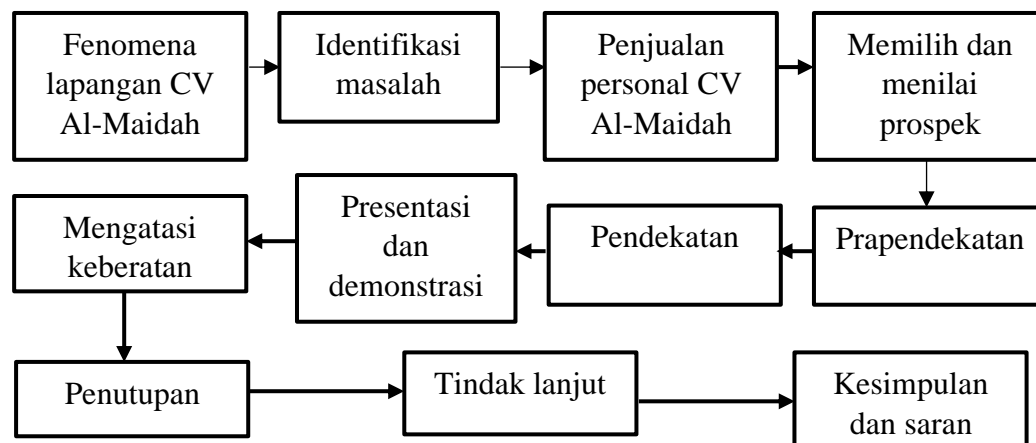 Fenomena
lapangan CV
Al-Maidah
Identifikasi
masalah
Penjualan
personal CV
Al-Maidah
Memilih dan
menilai
prospek
Prapendekatan
Pendekatan
Presentasi
dan
demonstrasi
Mengatasi
keberatan
Penutupan
Tindak lanjut
Kesimpulan
dan saran